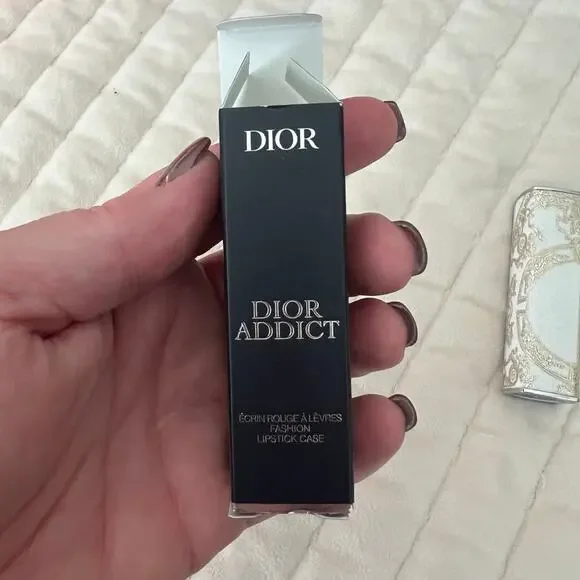 DIOR
DIOR
ADDICT
ÉCRIN ROUGE À LÈVRES
FASHION
LIPSTICK CASE